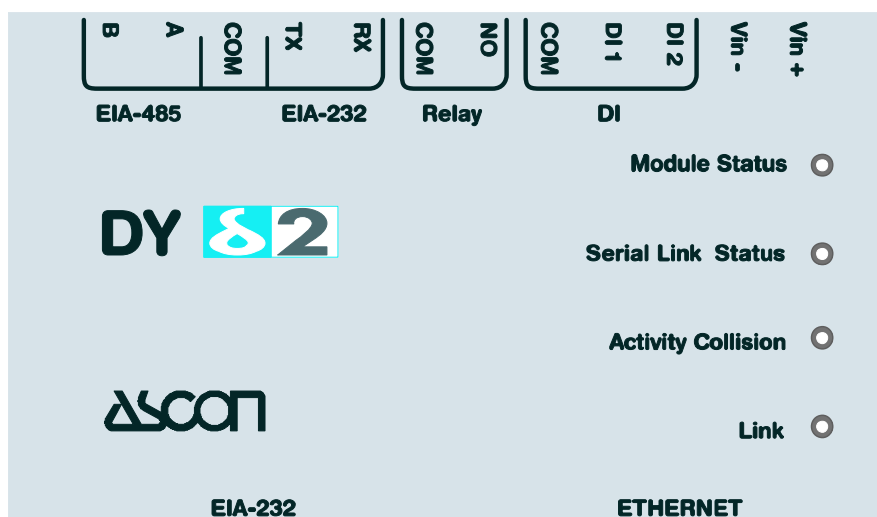 B A COM TX RX COM NO COM DI 1 DI 2 Vin - Vin +
EIA-485 EIA-232 Relay DI
Module Status
DY δ2
Serial Link Status
Activity Collision
ASCON
Link
EIA-232 ETHERNET